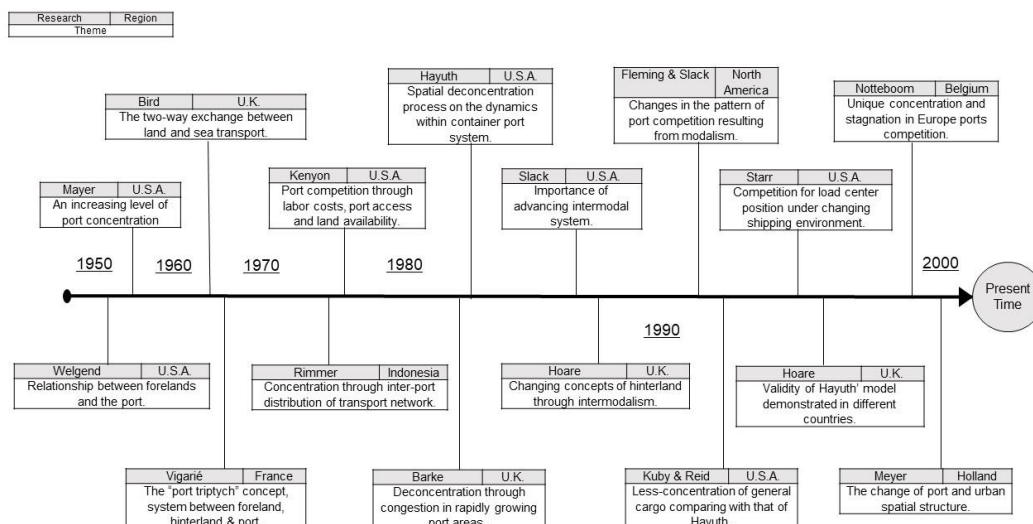 Research Region
Theme
Hayuth U.S.A.
Spatial deconcentration
process on the dynamics
within container port
system.
Fleming & Slack North
America
Changes in the pattern of
port competition resulting
from modalism.
Notteboom Belgium
Unique concentration and
stagnation in Europe ports
competition.
Bird U.K.
The two-way exchange between
land and sea transport.
Mayer U.S.A.
An increasing level of
port concentration
Kenyon U.S.A.
Port competition through
labor costs, port access
and land availability.
Slack U.S.A.
Importance of
advancing intermodal
system.
Starr U.S.A.
Competition for load center
position under changing
shipping environment.
1950 1960 1970 1980 2000
Present
Time
1990
Welgend U.S.A.
Relationship between forelands
and the port.
Rimmer Indonesia
Concentration through inter-port
distribution of transport network.
Hoare U.K.
Changing concepts of hinterland
through intermodalism.
Hoare U.K.
Validity of Hayuth' model
demonstrated in different
countries.
Vigarié France
The "port triptych" concept,
system between foreland,
hinterland & port
Barke U.K.
Deconcentration through
congestion in rapidly growing
port areas
Kuby & Reid U.S.A.
Less-concentration of general
cargo comparing with that of
Hayuth
Meyer Holland
The change of port and urban
spatial structure.